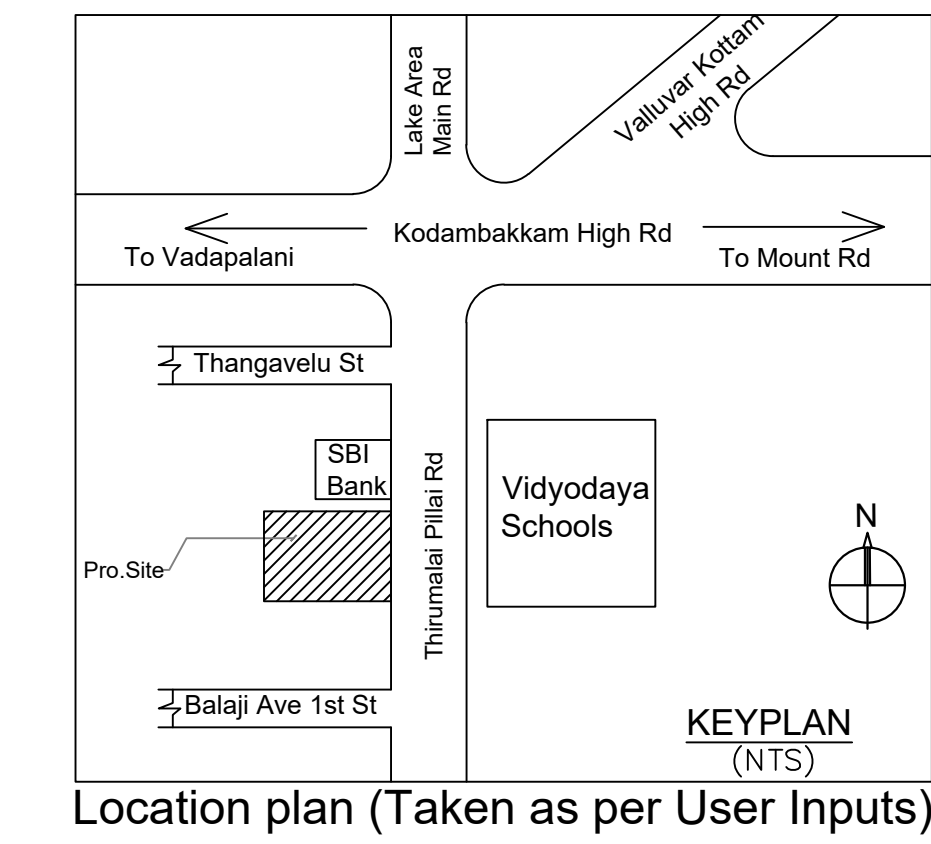 Lake Area
Main Rd
Valluvar Kottam
High Rd
Kodambakkam High Rd
To Vadapalani
To Mount Rd
Thangavelu St
SBI
Bank
Thirumalai Pillai Rd
Vidyodaya
Schools
N
Pro.Site
Balaji Ave 1st St
KEYPLAN
(NTS)
Location plan (Taken as per User Inputs)